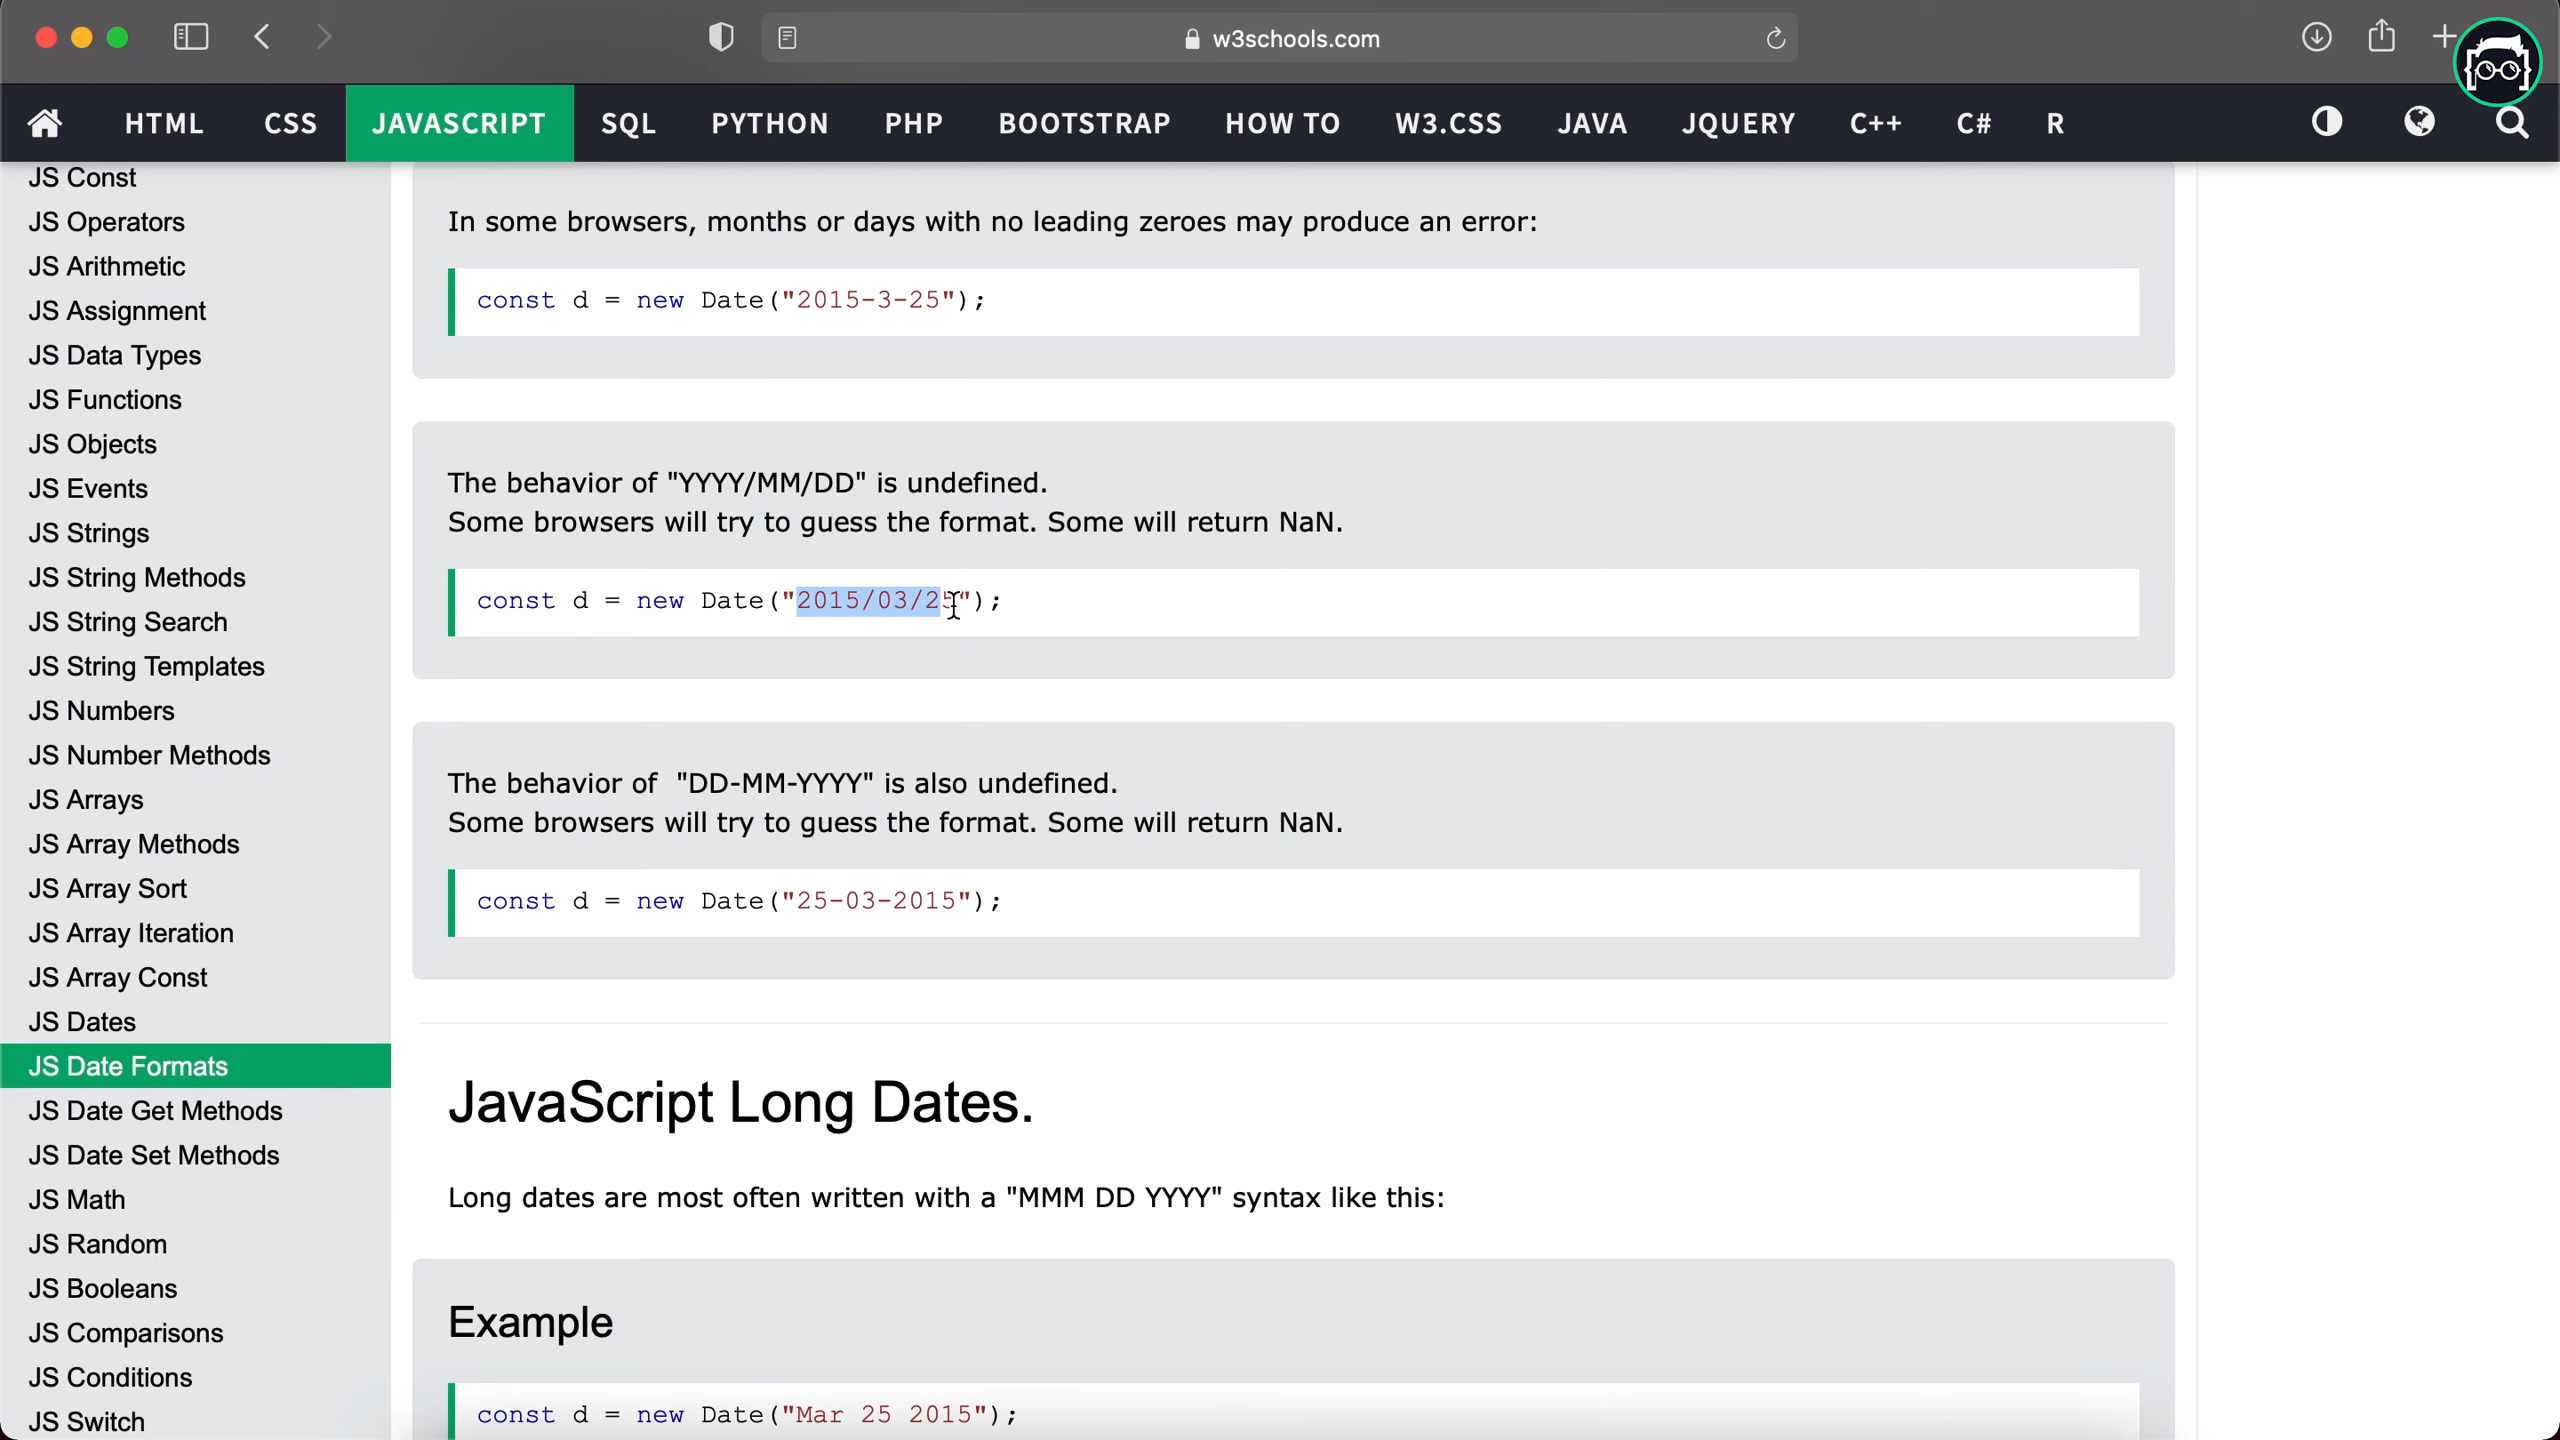 w3schools.com
HTML
CSS
JAVASCRIPT
SQL
PYTHON
PHP
BOOTSTRAP
HOW TO
W3.CSS
JAVA
JQUERY
C++
C#
R
JS Const
JS Operators
JS Arithmetic
JS Assignment
JS Data Types
JS Functions
JS Objects
JS Events
JS Strings
JS String Methods
JS String Search
JS String Templates
JS Numbers
JS Number Methods
JS Arrays
JS Array Methods
JS Array Sort
JS Array Iteration
JS Array Const
JS Dates
JS Date Formats
JS Date Get Methods
JS Date Set Methods
JS Math
JS Random
JS Booleans
JS Comparisons
JS Conditions
JS Switch
In some browsers, months or days with no leading zeroes may produce an error:
const d = new Date("2015-3-25");
The behavior of "YYYY/MM/DD" is undefined.
Some browsers will try to guess the format. Some will return NaN.
const d = new Date("2015/03/25");
The behavior of  "DD-MM-YYYY" is also undefined.
Some browsers will try to guess the format. Some will return NaN.
const d = new Date("25-03-2015");
JavaScript Long Dates.
Long dates are most often written with a "MMM DD YYYY" syntax like this:
Example
const d = new Date("Mar 25 2015");